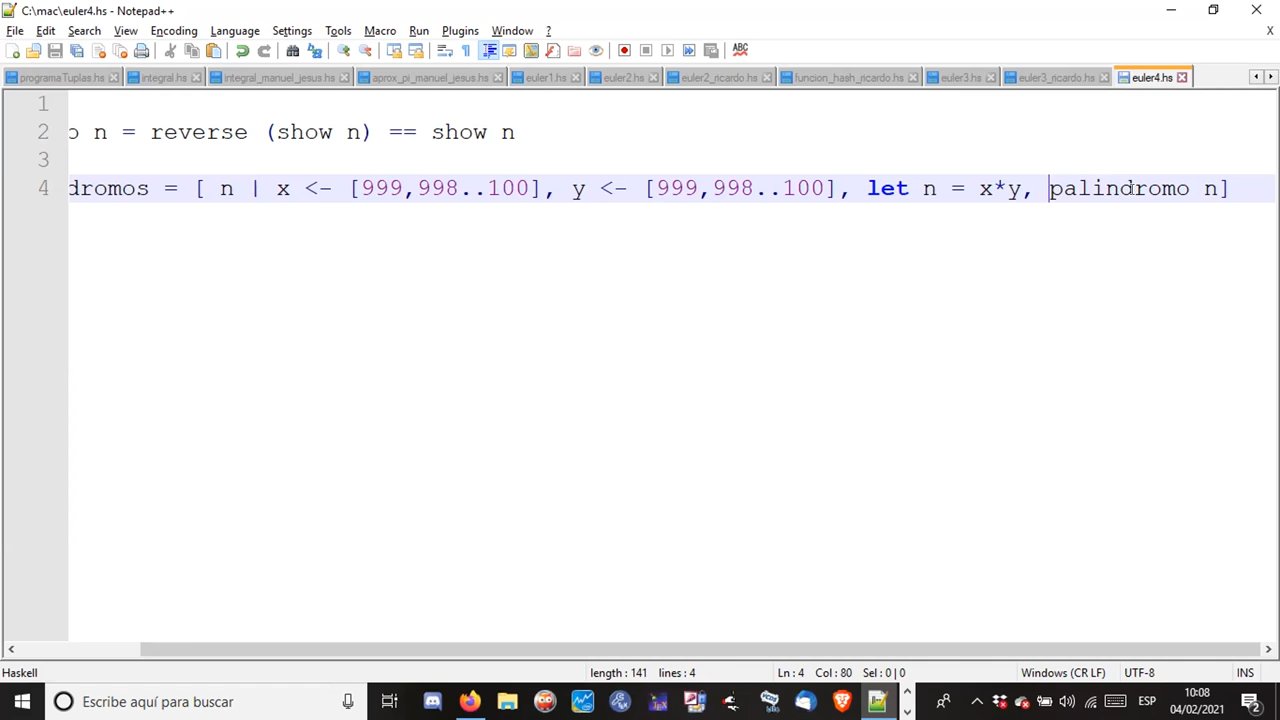 C:\mac\euler4.hs - Notepad++
File Edit Search View Encoding Language Settings Tools Macro Run Plugins Window ? X
programaTuplas.hs integral.hs integral_manuel_jesus.hs aprox_pi_manuel_jesus.hs euler1.hs euler2.hs euler2_ricardo.hs funcion_hash_ricardo.hs euler3.hs euler3_ricardo.hs euler4.hs
1
2 o n = reverse (show n) == show n
3
4 dromos = [ n | x <- [999,998..100], y <- [999,998..100], let n = x*y, palindromo n]
Haskell length : 141 lines : 4 Ln : 4 Col : 80 Sel : 0 | 0 Windows (CR LF) UTF-8 INS
Escribe aquí para buscar ESP 10:08
04/02/2021 2